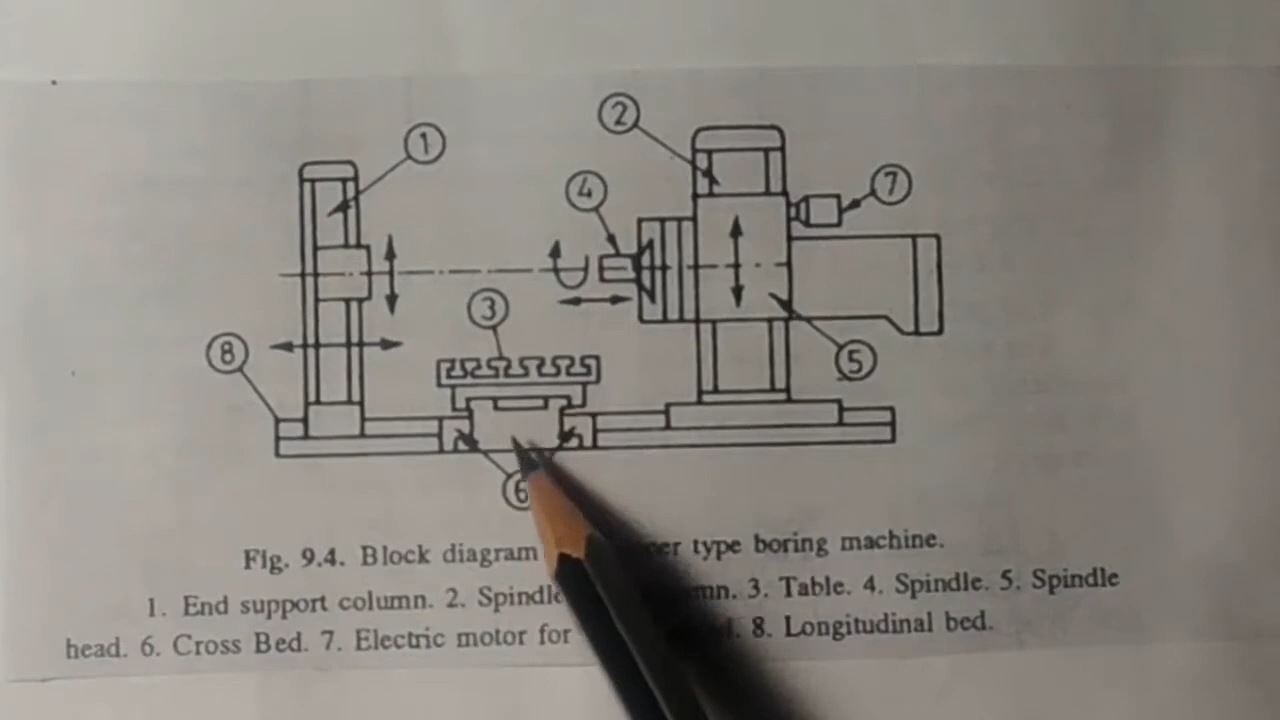 1
2
4
7
3
8
5
6
Fig. 9.4. Block diagram type boring machine.
1. End support column. 2. 3. Table. 4. Spindle. 5. Spindle
head. 6. Cross Bed. 7. Electric motor for 8. Longitudinal bed.